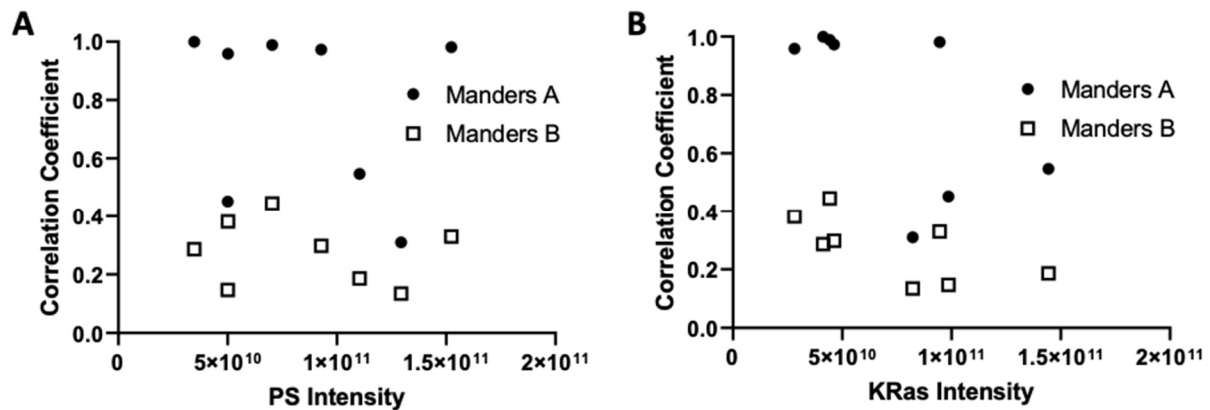 A
Correlation Coefficient
1.0
0.8
0.6
0.4
0.2
0.0
Manders A
Manders B
0
5×10¹⁰
1×10¹¹
1.5×10¹¹
2×10¹¹
PS Intensity
B
Correlation Coefficient
1.0
0.8
0.6
0.4
0.2
0.0
Manders A
Manders B
0
5×10¹⁰
1×10¹¹
1.5×10¹¹
2×10¹¹
KRas Intensity